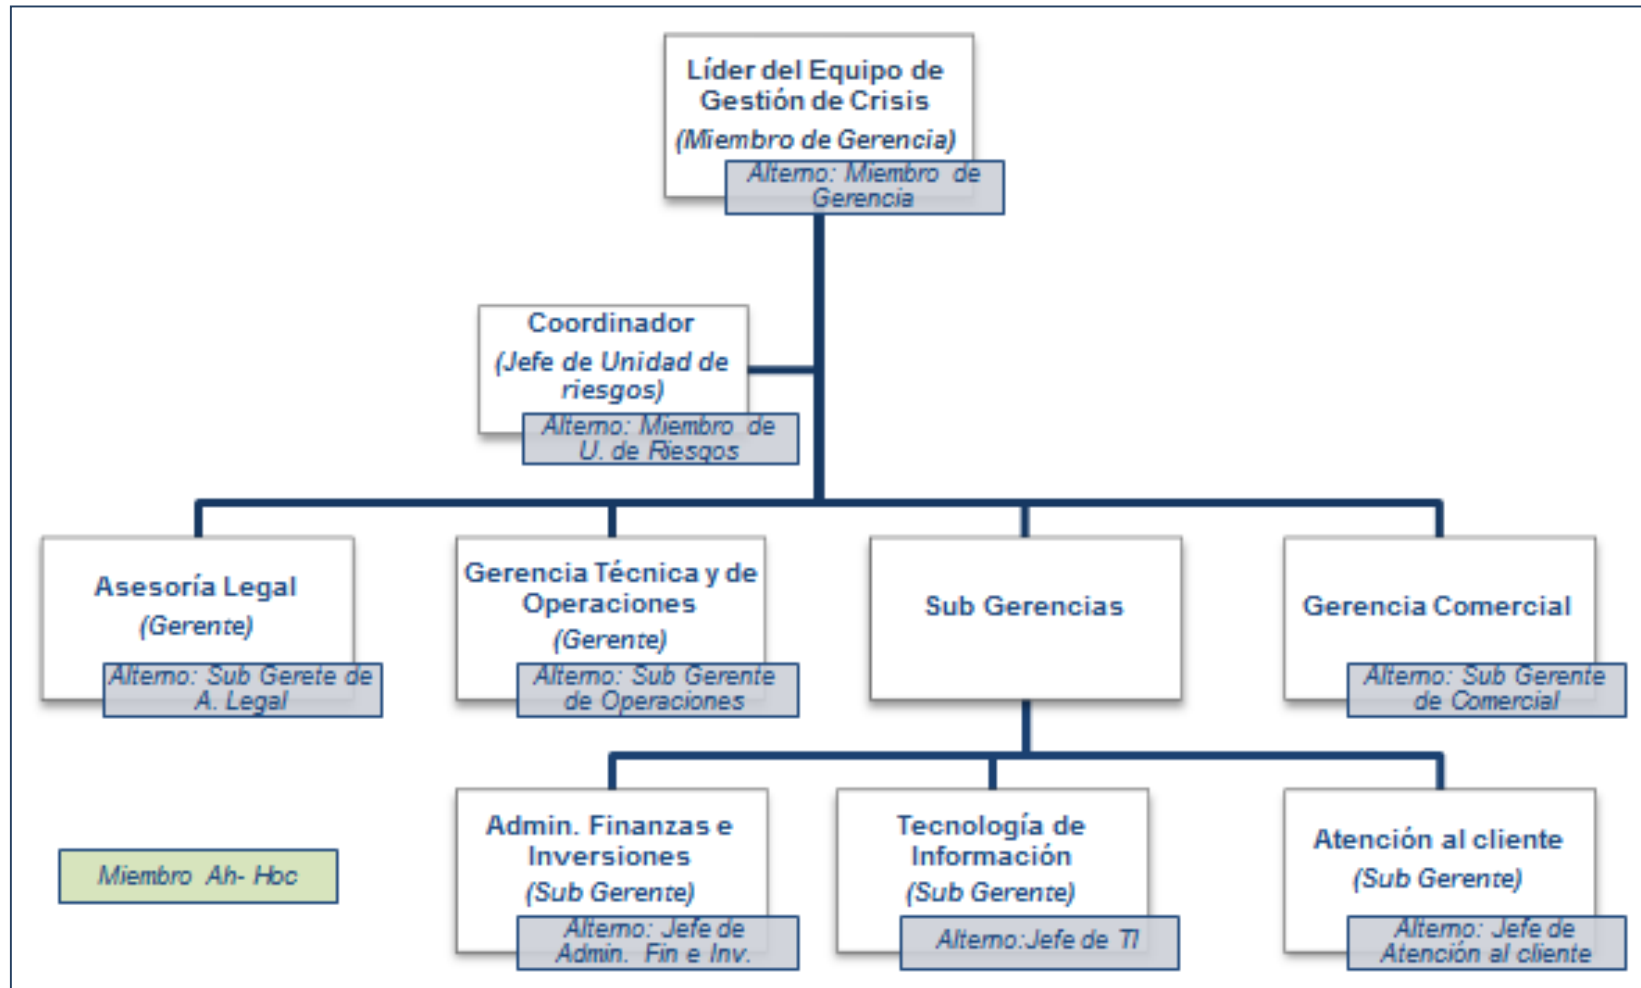 Líder del Equipo de
Gestión de Crisis
(Miembro de Gerencia)
Alterno: Miembro de
Gerencia
Coordinador
(Jefe de Unidad de
riesgos)
Alterno: Miembro de
U. de Riesgos
Asesoría Legal
(Gerente)
Alterno: Sub Gerete de
A. Legal
Gerencia Técnica y de
Operaciones
(Gerente)
Alterno: Sub Gerente
de Operaciones
Sub Gerencias
Gerencia Comercial
Alterno: Sub Gerente
de Comercial
Admin. Finanzas e
Inversiones
(Sub Gerente)
Alterno: Jefe de
Admin. Fin e Inv.
Tecnología de
Información
(Sub Gerente)
Alterno:Jefe de TI
Atención al cliente
(Sub Gerente)
Alterno: Jefe de
Atención al cliente
Miembro Ah- Hoc